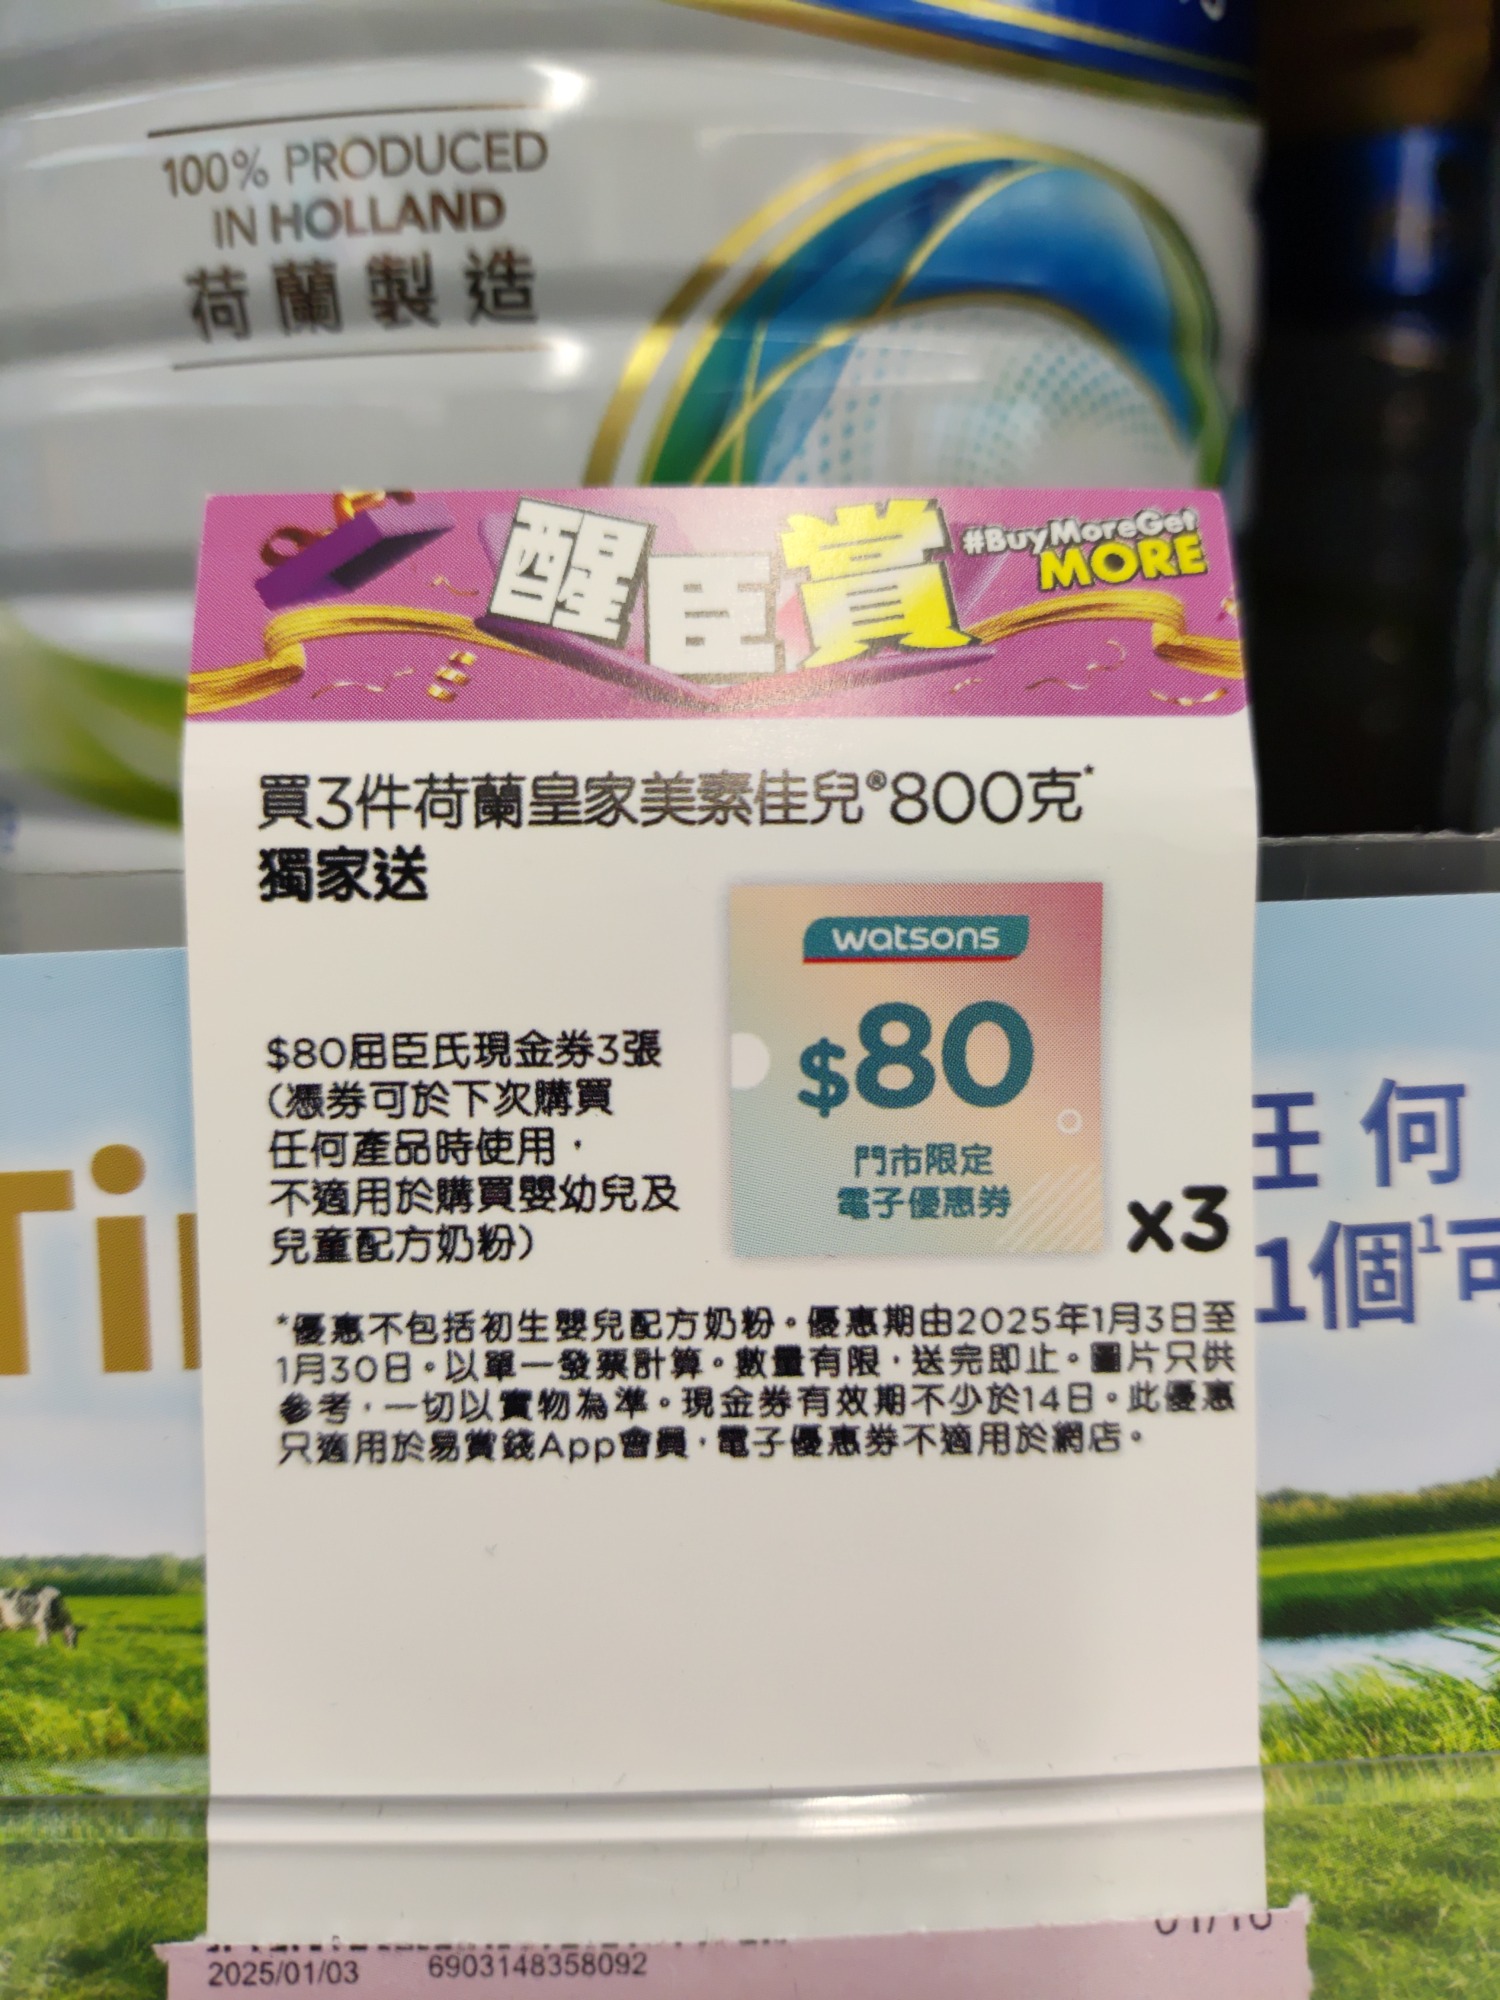 100% PRODUCED
IN HOLLAND
荷蘭製造
醒臣賞
#BuyMoreGet
MORE
買3件荷蘭皇家美素佳兒®800克*
獨家送
watsons
$80
門市限定
電子優惠券
x3
$80屈臣氏現金券3張
(憑券可於下次購買
任何產品時使用，
不適用於購買嬰幼兒及
兒童配方奶粉)
*優惠不包括初生嬰兒配方奶粉。優惠期由2025年1月3日至
1月30日。以單一發票計算。數量有限，送完即止。圖片只供
參考，一切以實物為準。現金券有效期不少於14日。此優惠
只適用於易賞錢App會員，電子優惠券不適用於網店。
Ti
任何
1個¹可
2025/01/03 6903148358092